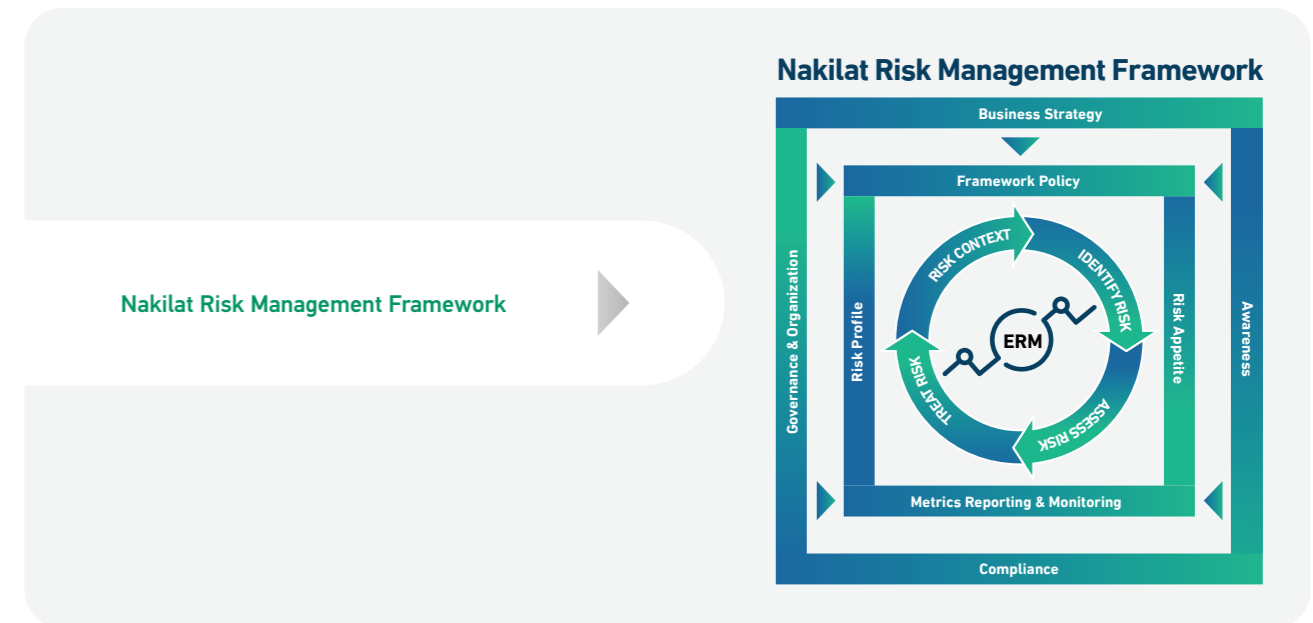 Nakilat Risk Management Framework
Nakilat Risk Management Framework
Business Strategy
Governance & Organization
Awareness
Compliance
Framework Policy
Risk Profile
Risk Appetite
Metrics Reporting & Monitoring
RISK CONTEXT
IDENTIFY RISK
ASSESS RISK
TREAT RISK
ERM